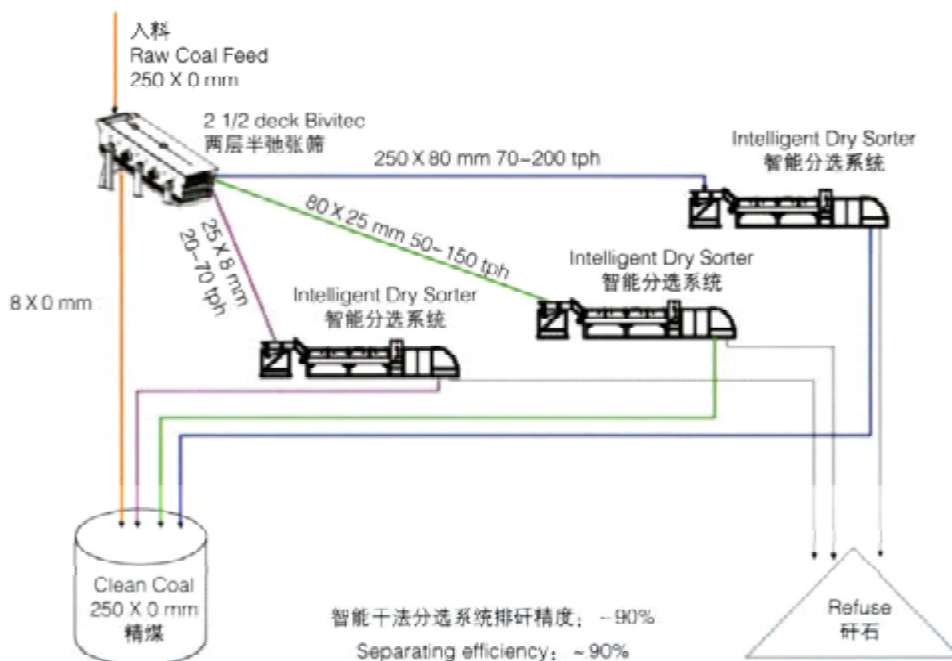 入料
Raw Coal Feed
250 X 0 mm
2 1/2 deck Bivitec
两层半弛张筛
250 X 80 mm 70~200 tph
Intelligent Dry Sorter
智能分选系统
80 X 25 mm 50~150 tph
Intelligent Dry Sorter
智能分选系统
25 X 8 mm
20~70 tph
Intelligent Dry Sorter
智能分选系统
8 X 0 mm
Clean Coal
250 X 0 mm
精煤
智能干法分选系统排矸精度：~90%
Separating efficiency：~90%
Refuse
矸石